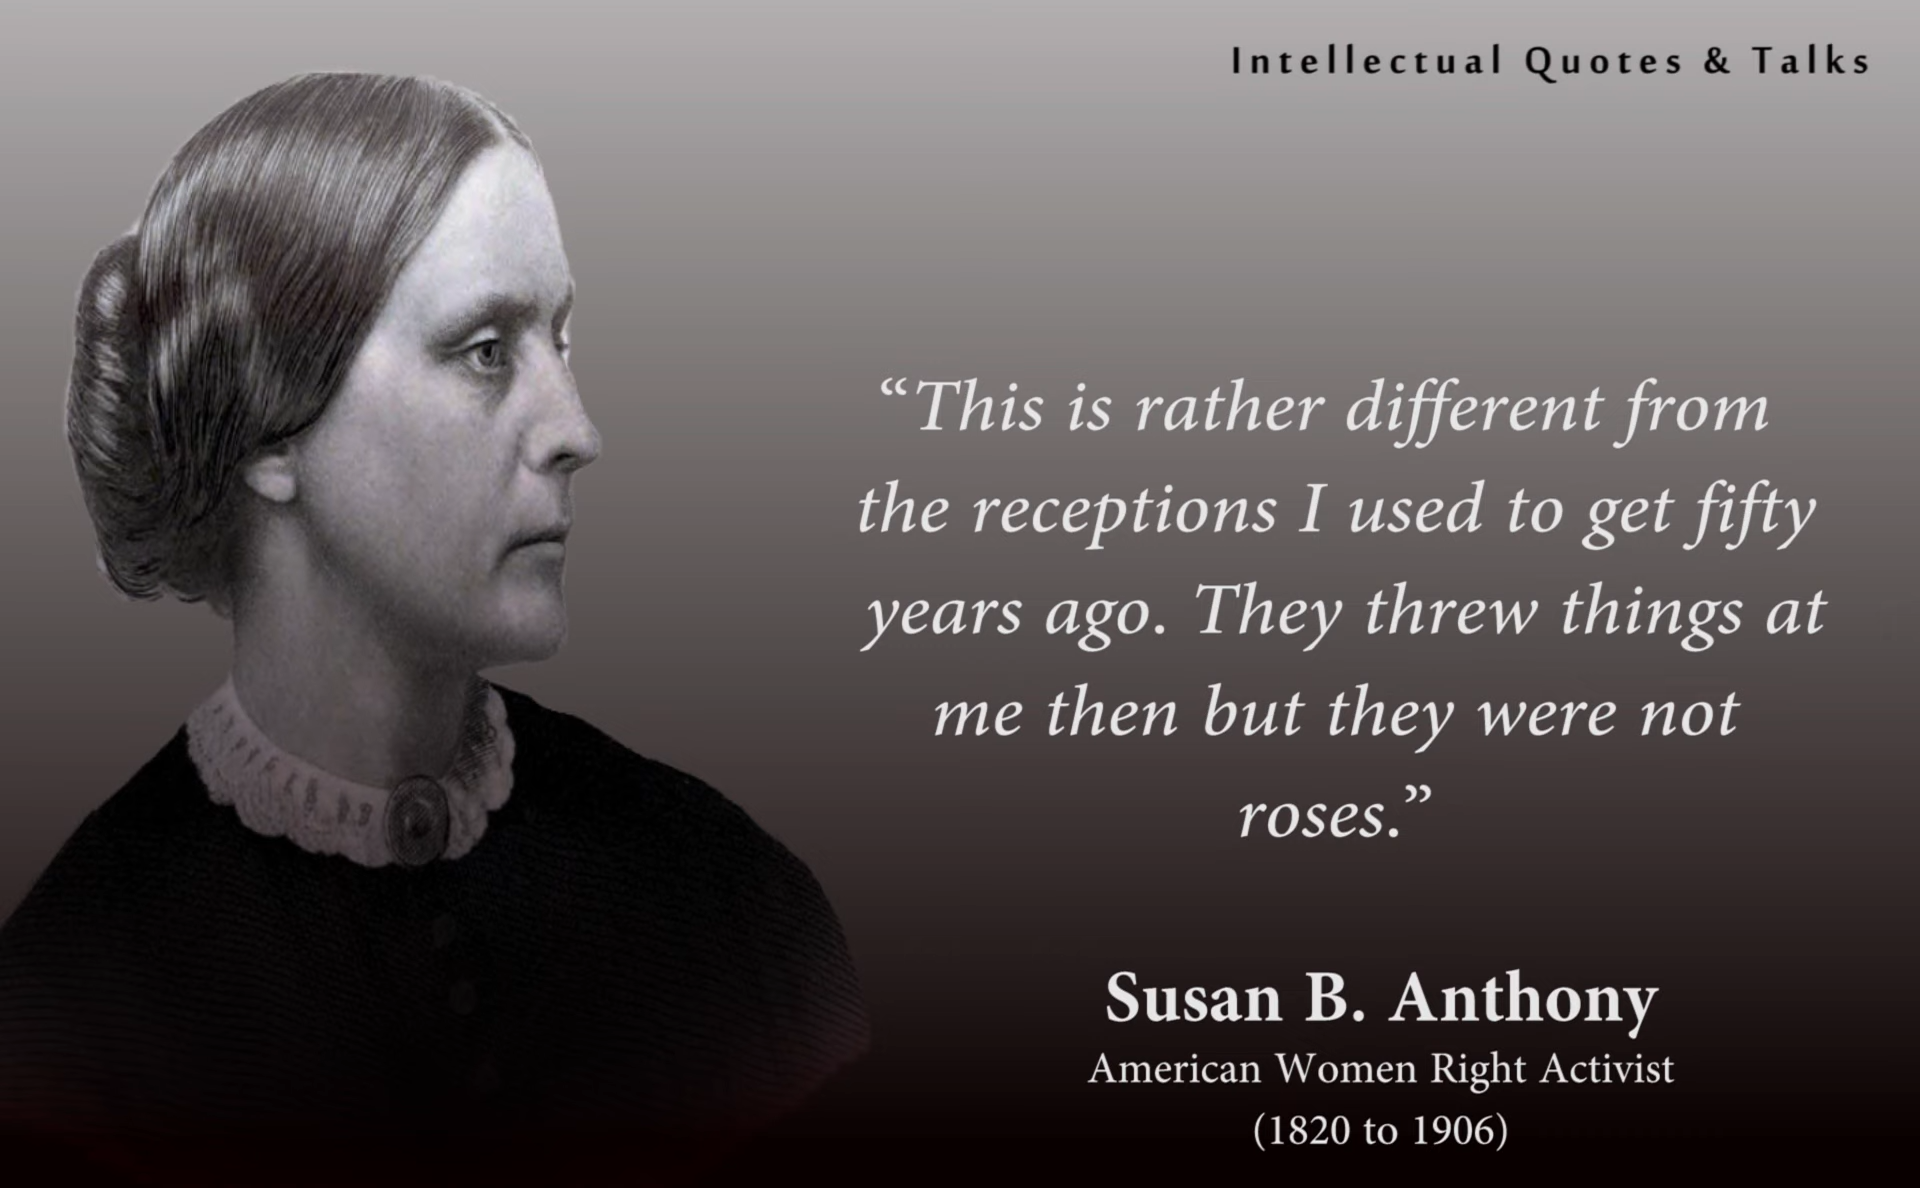 Intellectual Quotes & Talks
“This is rather different from
the receptions I used to get fifty
years ago. They threw things at
me then but they were not
roses.”
Susan B. Anthony
American Women Right Activist
(1820 to 1906)